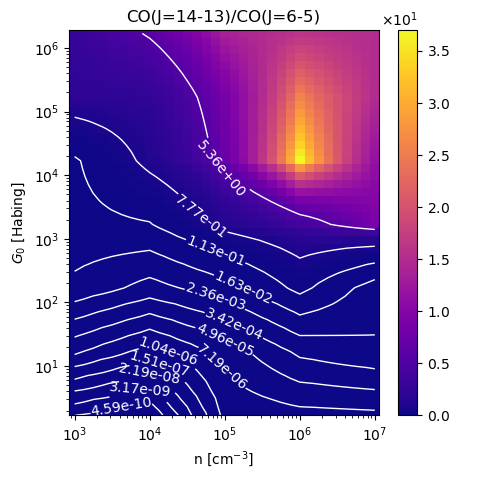 CO(J=14-13)/CO(J=6-5)
×10^1
10^6
10^5
10^4
10^3
10^2
10^1
G_0 [Habing]
5.36e+00
7.77e-01
1.13e-01
1.63e-02
2.36e-03
3.42e-04
4.96e-05
7.19e-06
1.04e-06
1.51e-07
2.19e-08
3.17e-09
4.59e-10
10^3
10^4
10^5
10^6
10^7
n [cm^{-3}]
3.5
3.0
2.5
2.0
1.5
1.0
0.5
0.0